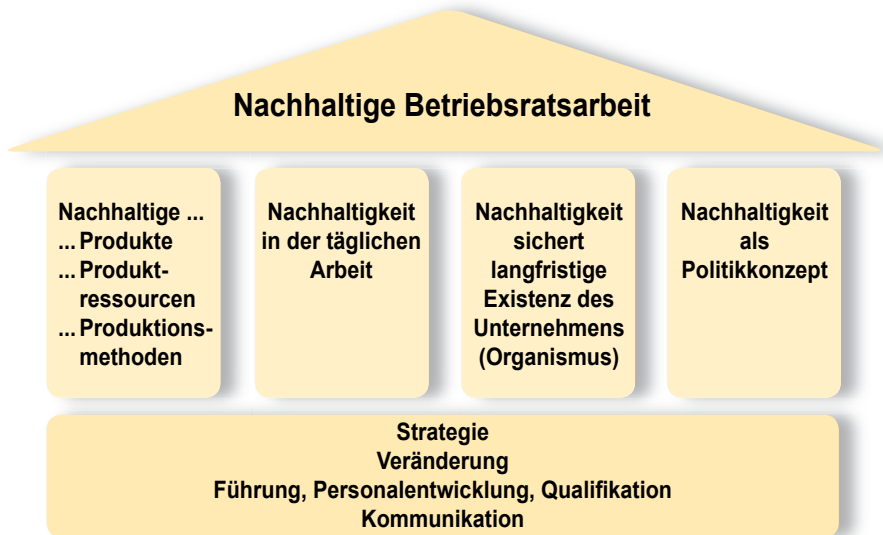 Nachhaltige Betriebsratsarbeit
Nachhaltige ...
... Produkte
... Produkt-
ressourcen
... Produktions-
methoden
Nachhaltigkeit
in der täglichen
Arbeit
Nachhaltigkeit
sichert
langfristige
Existenz des
Unternehmens
(Organismus)
Nachhaltigkeit
als
Politikkonzept
Strategie
Veränderung
Führung, Personalentwicklung, Qualifikation
Kommunikation